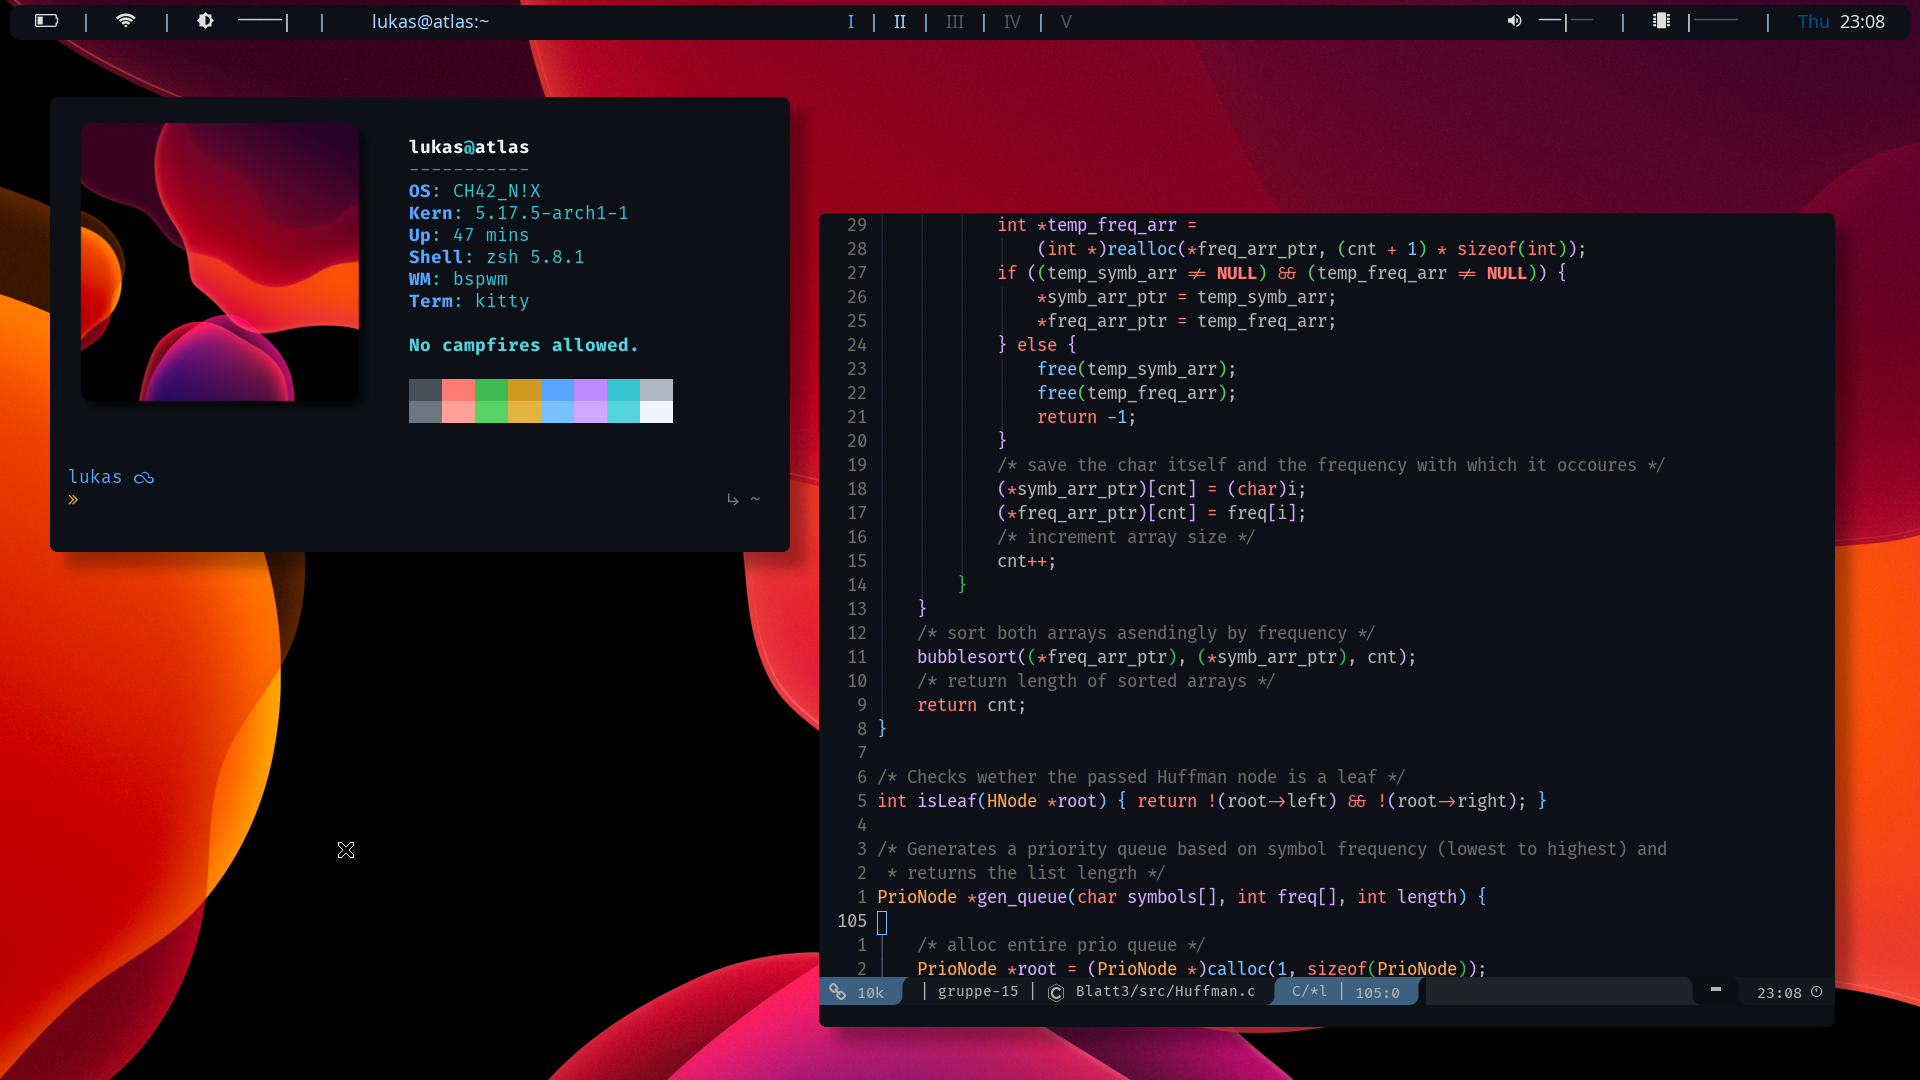 lukas@atlas:~
I | II | III | IV | V
Thu 23:08
lukas@atlas
-----------
OS: CH42_N!X
Kern: 5.17.5-arch1-1
Up: 47 mins
Shell: zsh 5.8.1
WM: bspwm
Term: kitty
No campfires allowed.
lukas
» ↳ ~
29 int *temp_freq_arr =
28 (int *)realloc(*freq_arr_ptr, (cnt + 1) * sizeof(int));
27 if ((temp_symb_arr ≠ NULL) && (temp_freq_arr ≠ NULL)) {
26 *symb_arr_ptr = temp_symb_arr;
25 *freq_arr_ptr = temp_freq_arr;
24 } else {
23 free(temp_symb_arr);
22 free(temp_freq_arr);
21 return -1;
20 }
19 /* save the char itself and the frequency with which it occoures */
18 (*symb_arr_ptr)[cnt] = (char)i;
17 (*freq_arr_ptr)[cnt] = freq[i];
16 /* increment array size */
15 cnt++;
14 }
13 }
12 /* sort both arrays asendingly by frequency */
11 bubblesort((*freq_arr_ptr), (*symb_arr_ptr), cnt);
10 /* return length of sorted arrays */
9 return cnt;
8 }
7
6 /* Checks wether the passed Huffman node is a leaf */
5 int isLeaf(HNode *root) { return !(root→left) && !(root→right); }
4
3 /* Generates a priority queue based on symbol frequency (lowest to highest) and
2 * returns the list lengrh */
1 PrioNode *gen_queue(char symbols[], int freq[], int length) {
105
1 /* alloc entire prio queue */
2 PrioNode *root = (PrioNode *)calloc(1, sizeof(PrioNode));
10k | gruppe-15 | C Blatt3/src/Huffman.c C/*l | 105:0 - 23:08